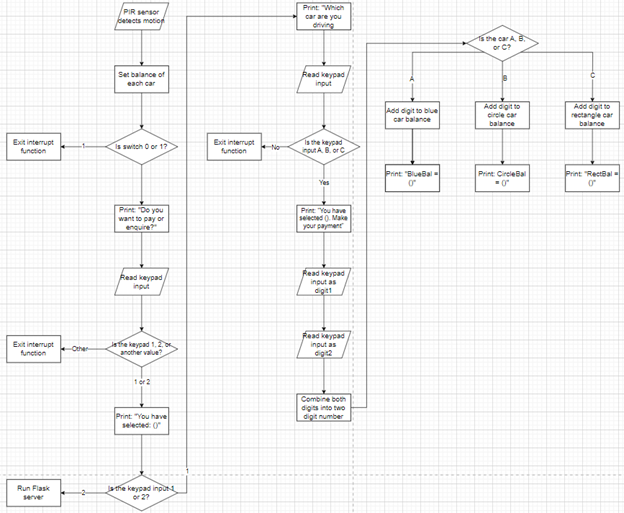 PIR sensor
detects motion
Set balance of
each car
Is switch 0 or 1?
1
Exit interrupt
function
Print: "Do you
want to pay or
enquire?"
Read keypad
input
Is the keypad 1, 2, or
another value?
Other
Exit interrupt
function
1 or 2
Print: "You have
selected: ()"
Is the keypad input 1
or 2?
2
Run Flask
server
1
Print: "Which
car are you
driving
Read keypad
input
Is the keypad
input A, B, or C
No
Exit interrupt
function
Yes
Print: "You have
selected (). Make
your payment"
Read keypad
input as
digit1
Read keypad
input as
digit2
Combine both
digits into two
digit number
Is the car A, B,
or C?
A
B
C
Add digit to blue
car balance
Add digit to
circle car
balance
Add digit to
rectangle car
balance
Print: "BlueBal =
()"
Print: CircleBal
= ()"
Print: "RectBal =
()"